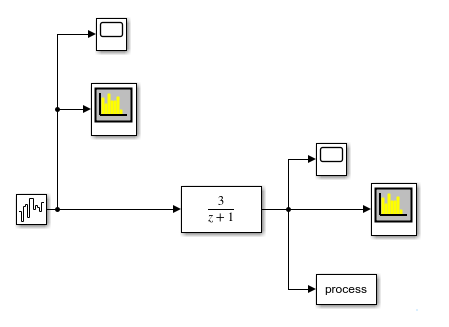 3
z + 1
process